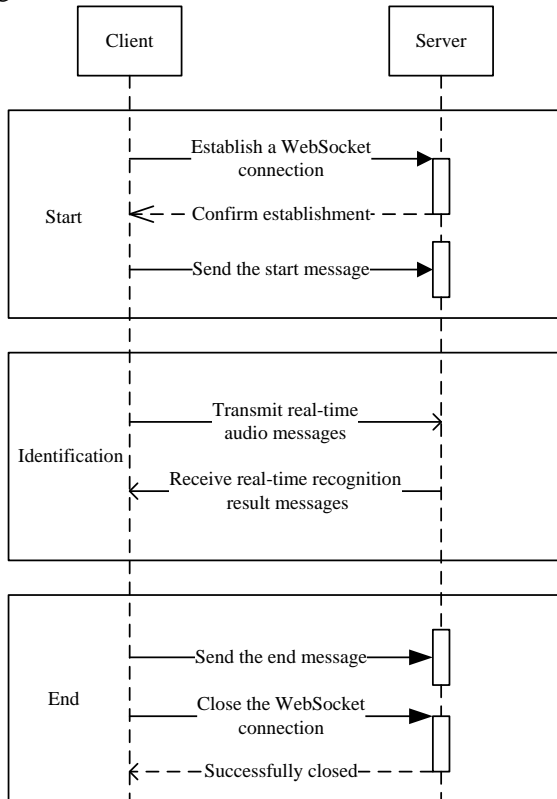 Client
Server
Establish a WebSocket
connection
Confirm establishment
Start
Send the start message
Transmit real-time
audio messages
Identification
Receive real-time recognition
result messages
Send the end message
End
Close the WebSocket
connection
Successfully closed